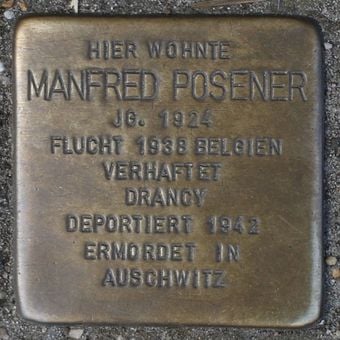 HIER WOHNTE
MANFRED POSENER
JG. 1924
FLUCHT 1938 BELGIEN
VERHAFTET
DRANCY
DEPORTIERT 1942
ERMORDET IN
AUSCHWITZ